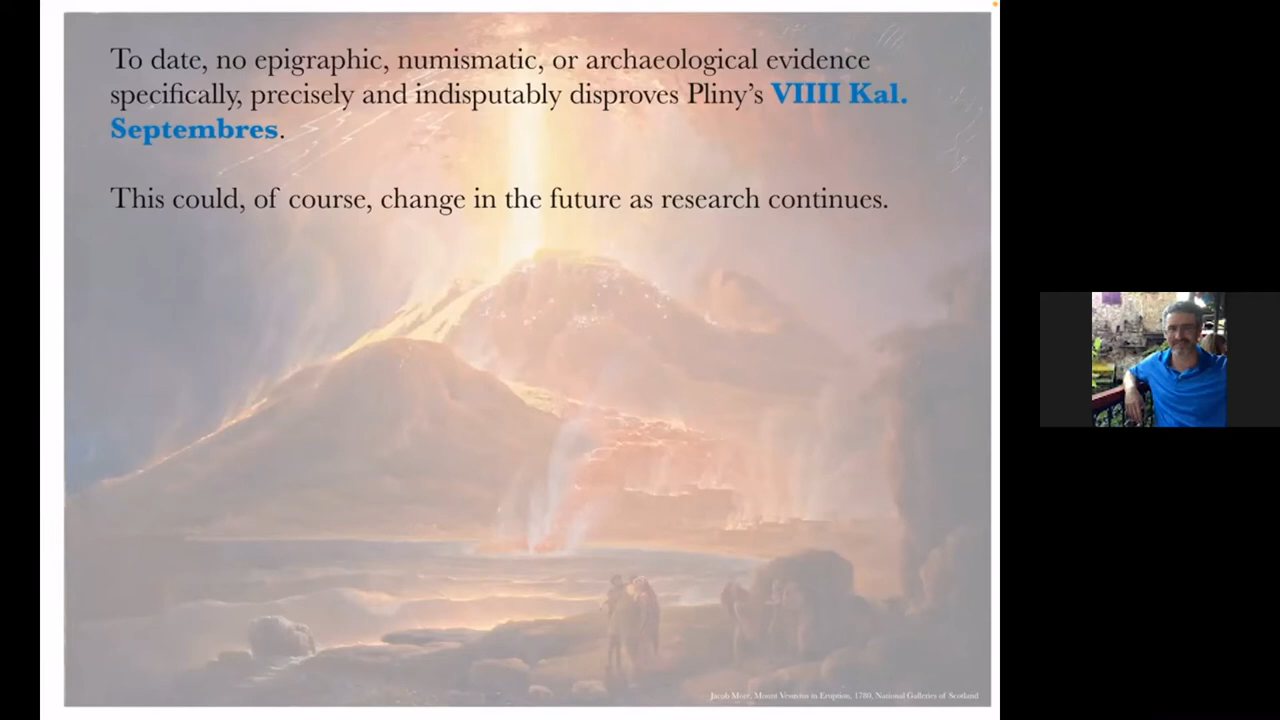 To date, no epigraphic, numismatic, or archaeological evidence
specifically, precisely and indisputably disproves Pliny’s VIIII Kal.
Septembres.
This could, of course, change in the future as research continues.
Jacob More, Mount Vesuvius in Eruption, 1780, National Galleries of Scotland